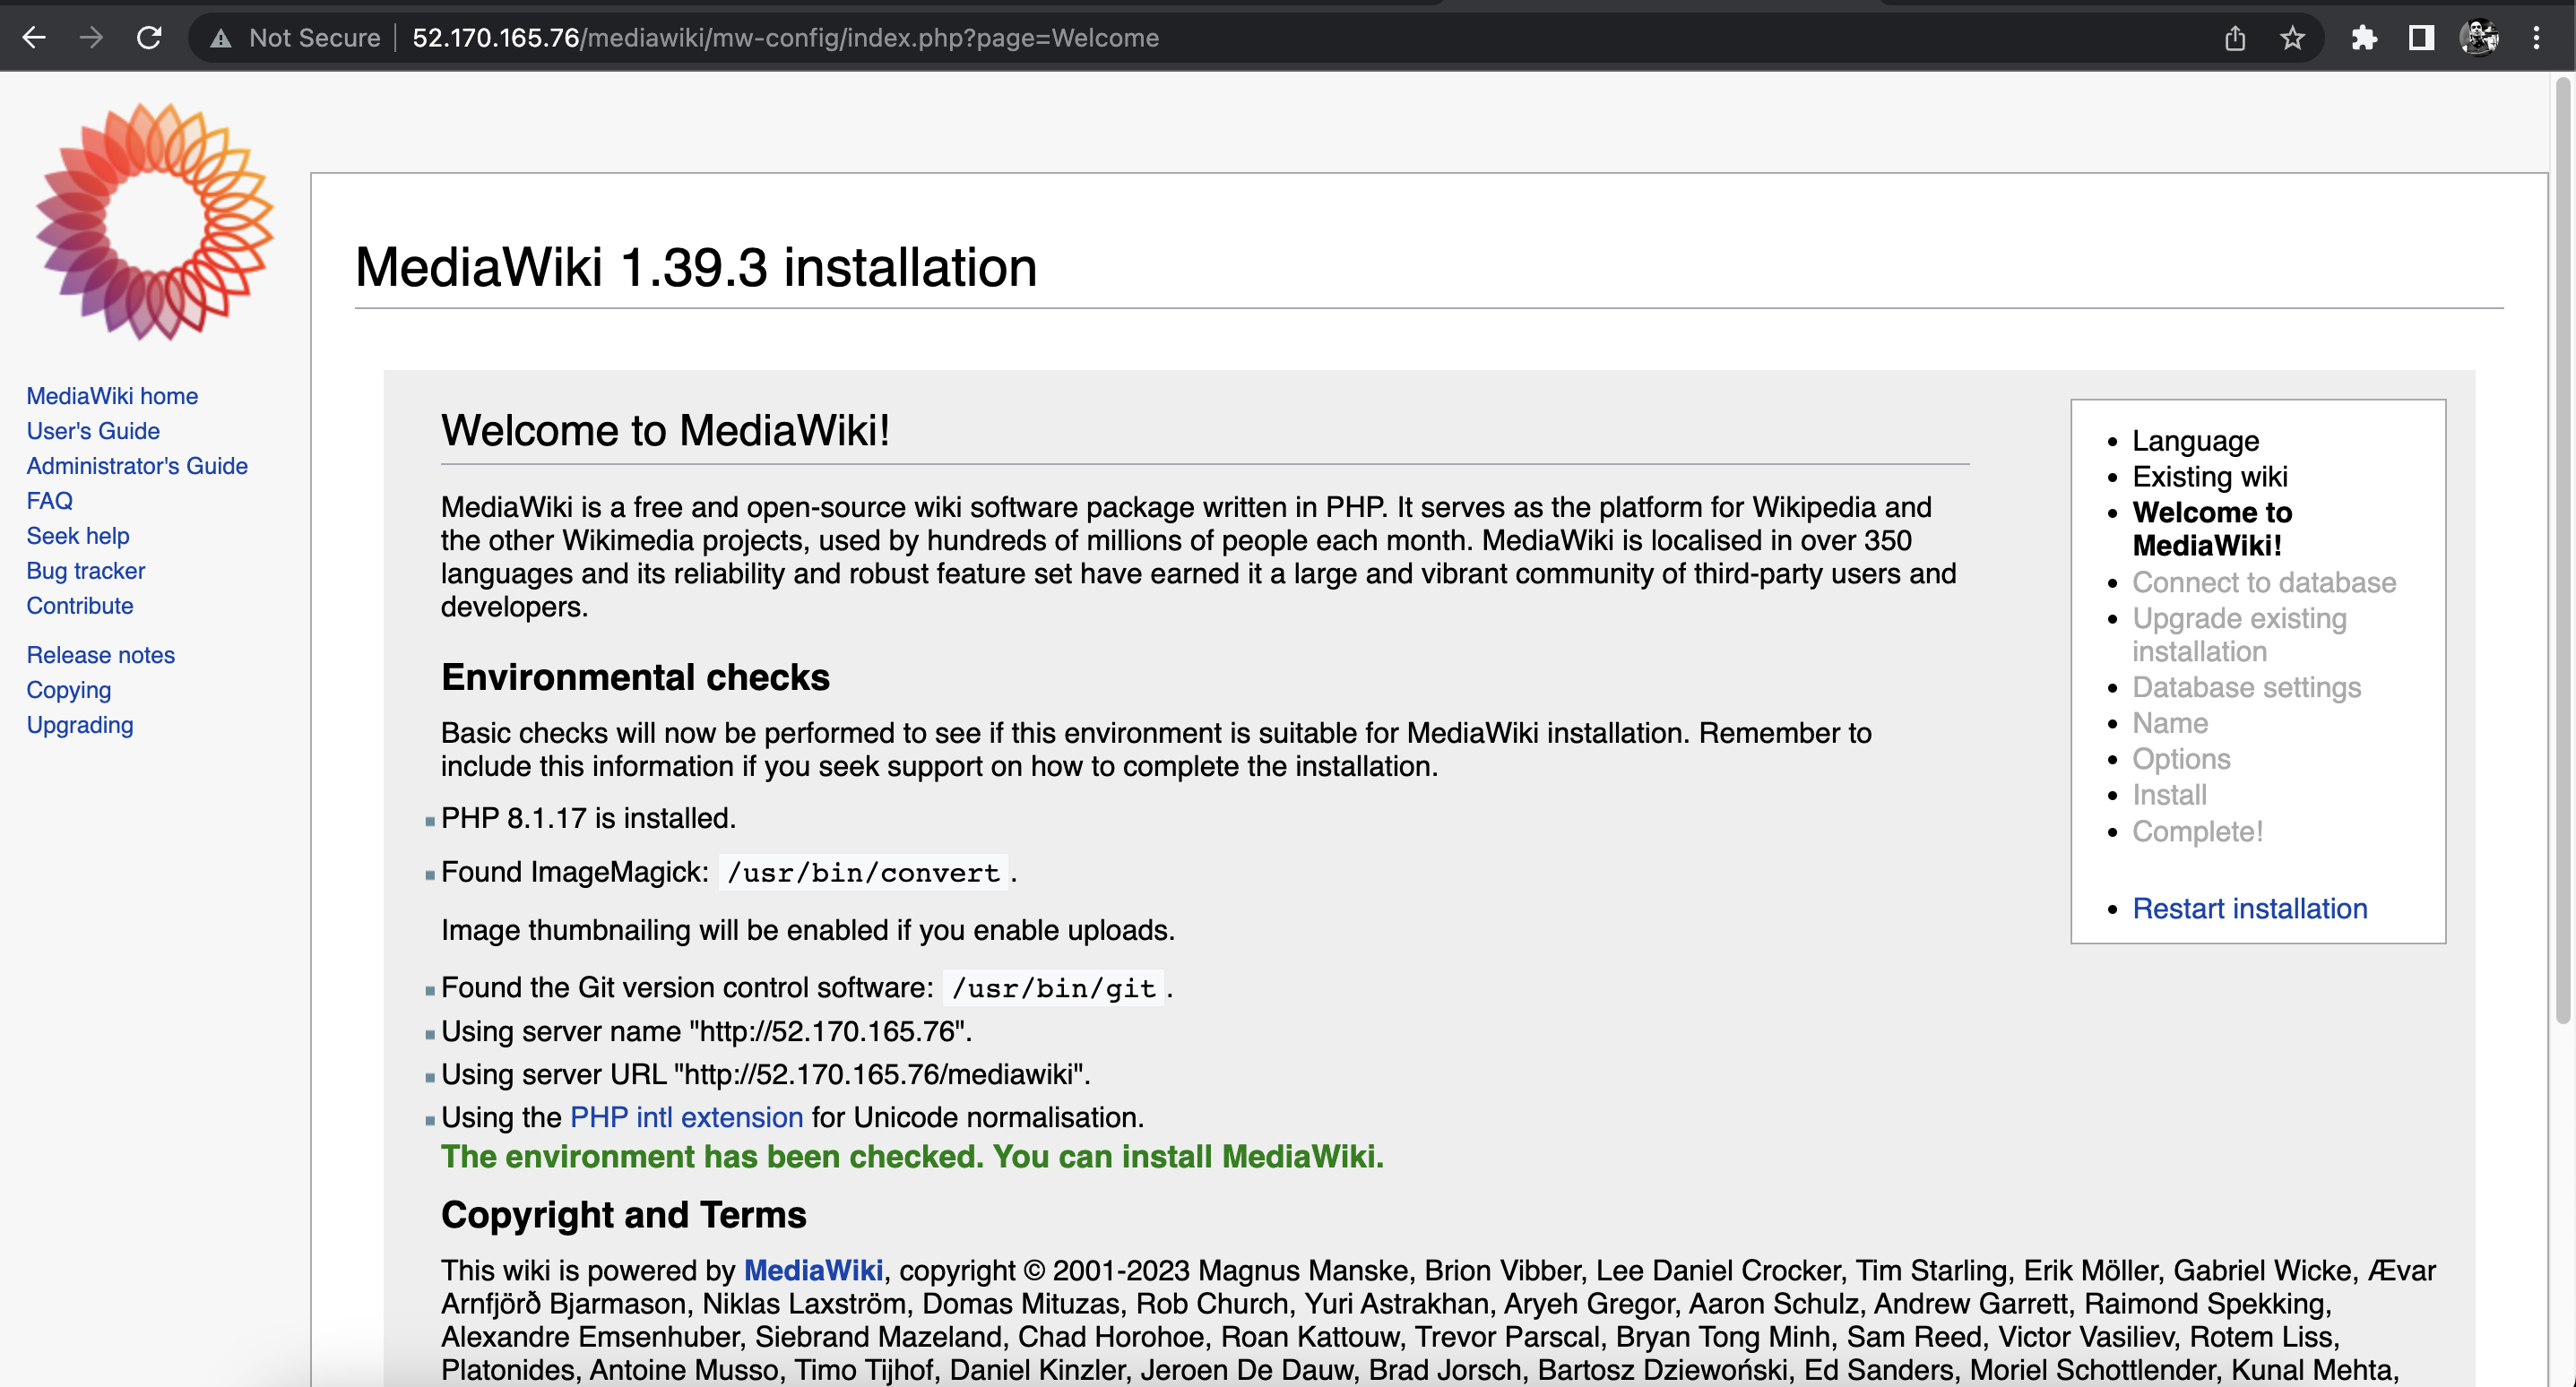 Not Secure
52.170.165.76/mediawiki/mw-config/index.php?page=Welcome
MediaWiki home
User's Guide
Administrator's Guide
FAQ
Seek help
Bug tracker
Contribute
Release notes
Copying
Upgrading
MediaWiki 1.39.3 installation
Welcome to MediaWiki!
MediaWiki is a free and open-source wiki software package written in PHP. It serves as the platform for Wikipedia and
the other Wikimedia projects, used by hundreds of millions of people each month. MediaWiki is localised in over 350
languages and its reliability and robust feature set have earned it a large and vibrant community of third-party users and
developers.
Environmental checks
Basic checks will now be performed to see if this environment is suitable for MediaWiki installation. Remember to
include this information if you seek support on how to complete the installation.
PHP 8.1.17 is installed.
Found ImageMagick: /usr/bin/convert .
Image thumbnailing will be enabled if you enable uploads.
Found the Git version control software: /usr/bin/git .
Using server name "http://52.170.165.76".
Using server URL "http://52.170.165.76/mediawiki".
Using the PHP intl extension for Unicode normalisation.
The environment has been checked. You can install MediaWiki.
Copyright and Terms
This wiki is powered by MediaWiki, copyright © 2001-2023 Magnus Manske, Brion Vibber, Lee Daniel Crocker, Tim Starling, Erik Möller, Gabriel Wicke, Ævar
Arnfjörð Bjarmason, Niklas Laxström, Domas Mituzas, Rob Church, Yuri Astrakhan, Aryeh Gregor, Aaron Schulz, Andrew Garrett, Raimond Spekking,
Alexandre Emsenhuber, Siebrand Mazeland, Chad Horohoe, Roan Kattouw, Trevor Parscal, Bryan Tong Minh, Sam Reed, Victor Vasiliev, Rotem Liss,
Platonides, Antoine Musso, Timo Tijhof, Daniel Kinzler, Jeroen De Dauw, Brad Jorsch, Bartosz Dziewoński, Ed Sanders, Moriel Schottlender, Kunal Mehta,
Language
Existing wiki
Welcome to
MediaWiki!
Connect to database
Upgrade existing
installation
Database settings
Name
Options
Install
Complete!
Restart installation